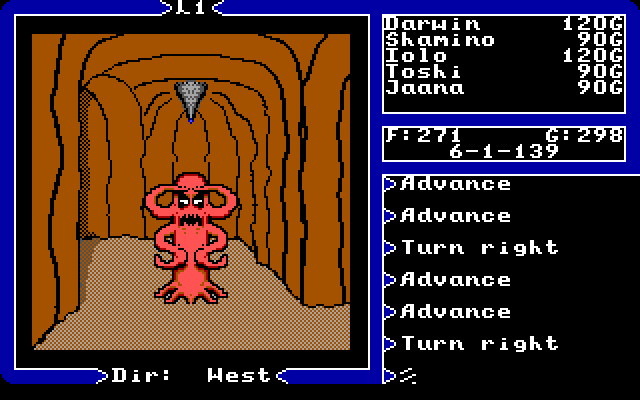 L1
Darwin 120G
Shamino 90G
Iolo 120G
Toshi 90G
Jaana 90G
F:271 G:298
6-1-139
Advance
Advance
Turn right
Advance
Advance
Turn right
Dir: West